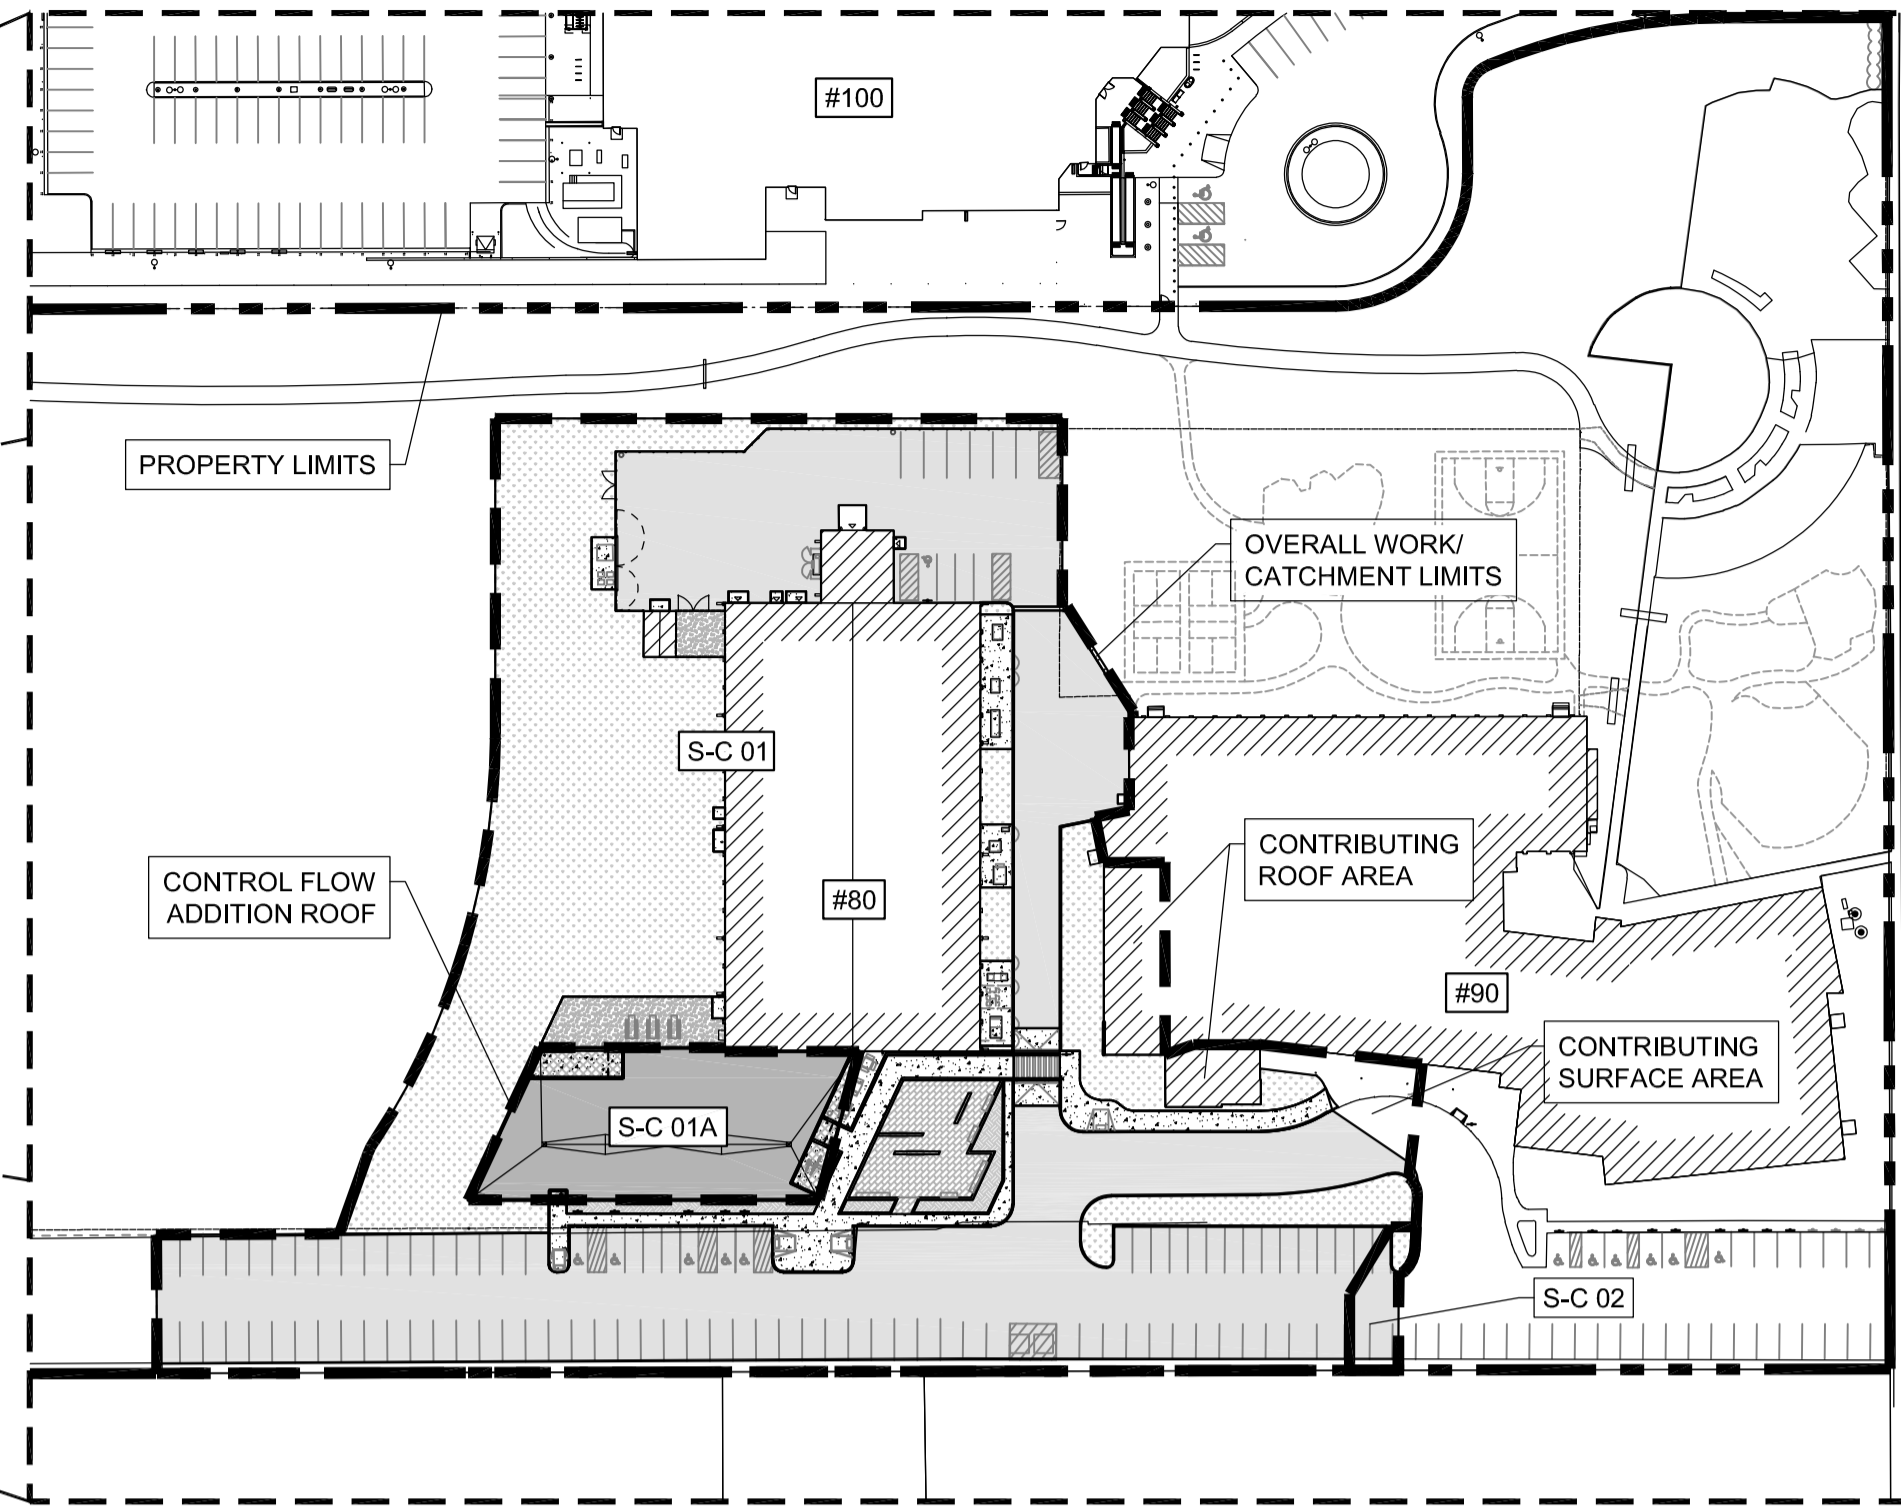 #100
PROPERTY LIMITS
OVERALL WORK/
CATCHMENT LIMITS
S-C 01
CONTRIBUTING
ROOF AREA
CONTROL FLOW
ADDITION ROOF
#80
#90
CONTRIBUTING
SURFACE AREA
S-C 01A
S-C 02